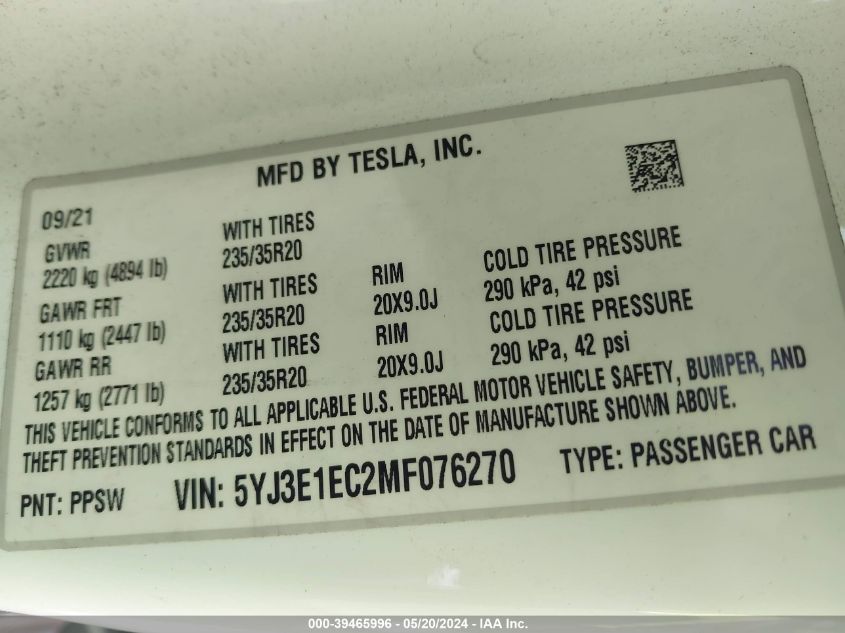 MFD BY TESLA, INC.
09/21
GVWR
2220 kg (4894 lb)
WITH TIRES
235/35R20
GAWR FRT
1110 kg (2447 lb)
WITH TIRES
235/35R20
RIM
20X9.0J
COLD TIRE PRESSURE
290 kPa, 42 psi
GAWR RR
1257 kg (2771 lb)
WITH TIRES
235/35R20
RIM
20X9.0J
COLD TIRE PRESSURE
290 kPa, 42 psi
THIS VEHICLE CONFORMS TO ALL APPLICABLE U.S. FEDERAL MOTOR VEHICLE SAFETY, BUMPER, AND
THEFT PREVENTION STANDARDS IN EFFECT ON THE DATE OF MANUFACTURE SHOWN ABOVE.
PNT: PPSW VIN: 5YJ3E1EC2MF076270 TYPE: PASSENGER CAR
000-39465996 - 05/20/2024 - IAA Inc.